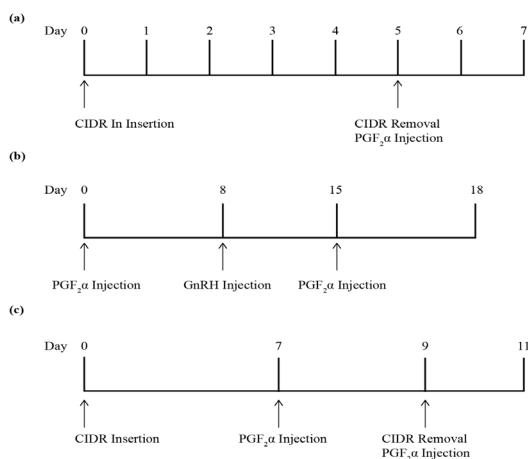 (a)
Day 0 1 2 3 4 5 6 7
CIDR In Insertion CIDR Removal
PGF₂α Injection
(b)
Day 0 8 15 18
PGF₂α Injection GnRH Injection PGF₂α Injection
(c)
Day 0 7 9 11
CIDR Insertion PGF₂α Injection CIDR Removal
PGF₂α Injection